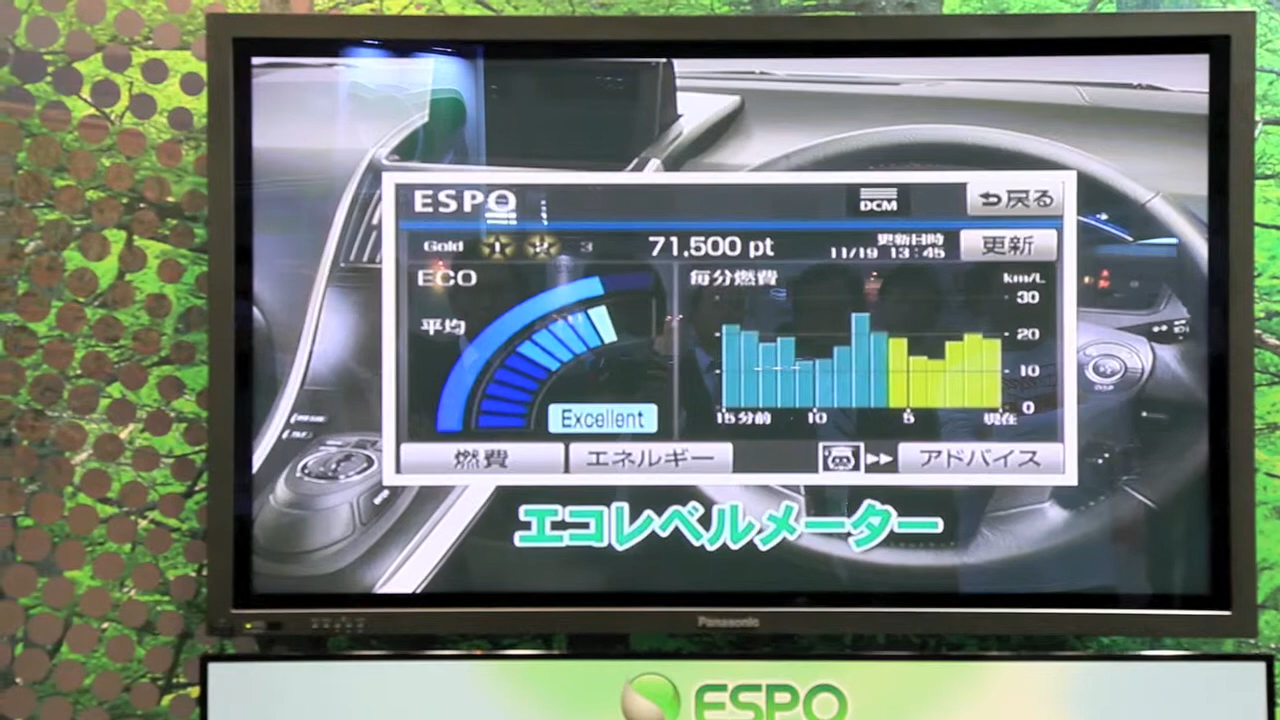 ESPO
DCM
戻る
Gold 1 2 3
71,500 pt
更新日時
11/19 13:45
更新
ECO
平均
Excellent
毎分燃費
km/L
30
20
10
0
15分前 10 5 現在
燃費
エネルギー
アドバイス
エコレベルメーター
Panasonic
ESPO